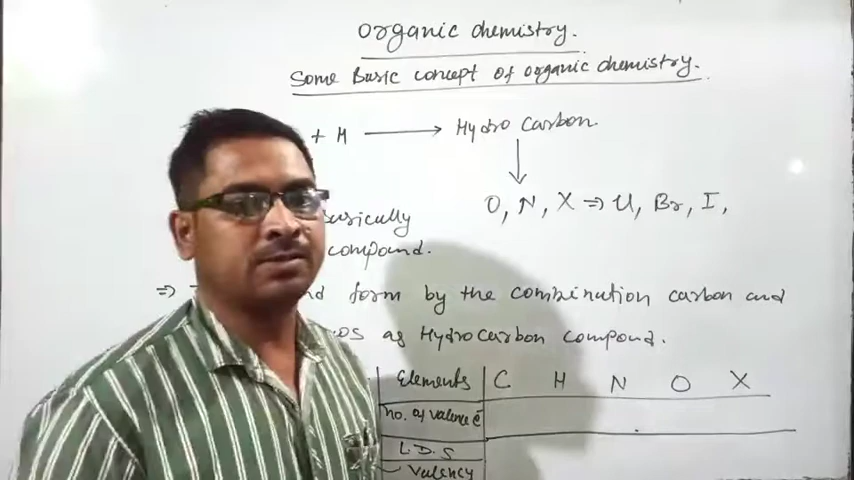 Organic chemistry.
Some Basic concept of organic chemistry.
+ H → Hydro Carbon.
↓
O, N, X ⇒ Cl, Br, I,
compound.
⇒ form by the combination carbon and
as Hydrocarbon compound.
Elements C H N O X
no. of valence e̅
L.D.S
Valency